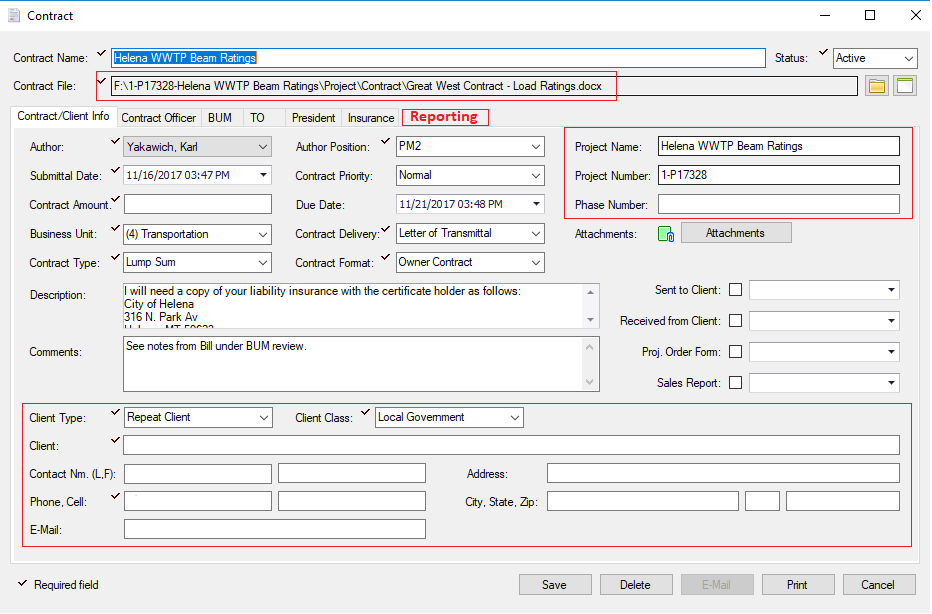 Contract
Contract Name: Helena WWTP Beam Ratings Status: Active
Contract File: F:\1-P17328-Helena WWTP Beam Ratings\Project\Contract\Great West Contract - Load Ratings.docx
Contract/Client Info Contract Officer BUM TO President Insurance Reporting
Author: Yakawich, Karl Author Position: PM2 Project Name: Helena WWTP Beam Ratings
Submittal Date: 11/16/2017 03:47 PM Contract Priority: Normal Project Number: 1-P17328
Contract Amount: Due Date: 11/21/2017 03:48 PM Phase Number:
Business Unit: (4) Transportation Contract Delivery: Letter of Transmittal Attachments: Attachments
Contract Type: Lump Sum Contract Format: Owner Contract
Description: I will need a copy of your liability insurance with the certificate holder as follows: Sent to Client:
City of Helena
316 N. Park Av Received from Client:
Comments: See notes from Bill under BUM review. Proj. Order Form:
Sales Report:
Client Type: Repeat Client Client Class: Local Government
Client:
Contact Nm. (L,F): Address:
Phone, Cell: City, State, Zip:
E-Mail:
Required field Save Delete E-Mail Print Cancel